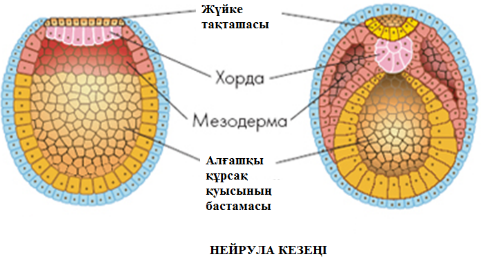 Жүйке
тақташасы
Хорда
Мезодерма
Алғашқы
құрсақ
қуысының
бастамасы
НЕЙРУЛА КЕЗЕҢІ